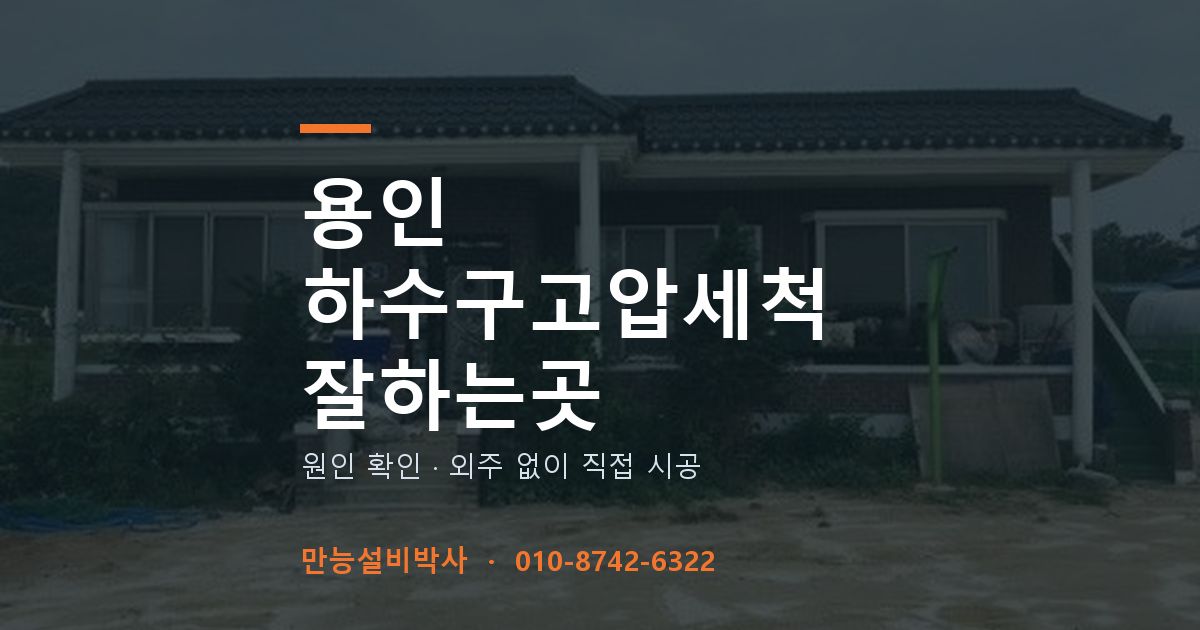 용인
하수구고압세척
잘하는곳
원인 확인 · 외주 없이 직접 시공
만능설비박사 · 010-8742-6322